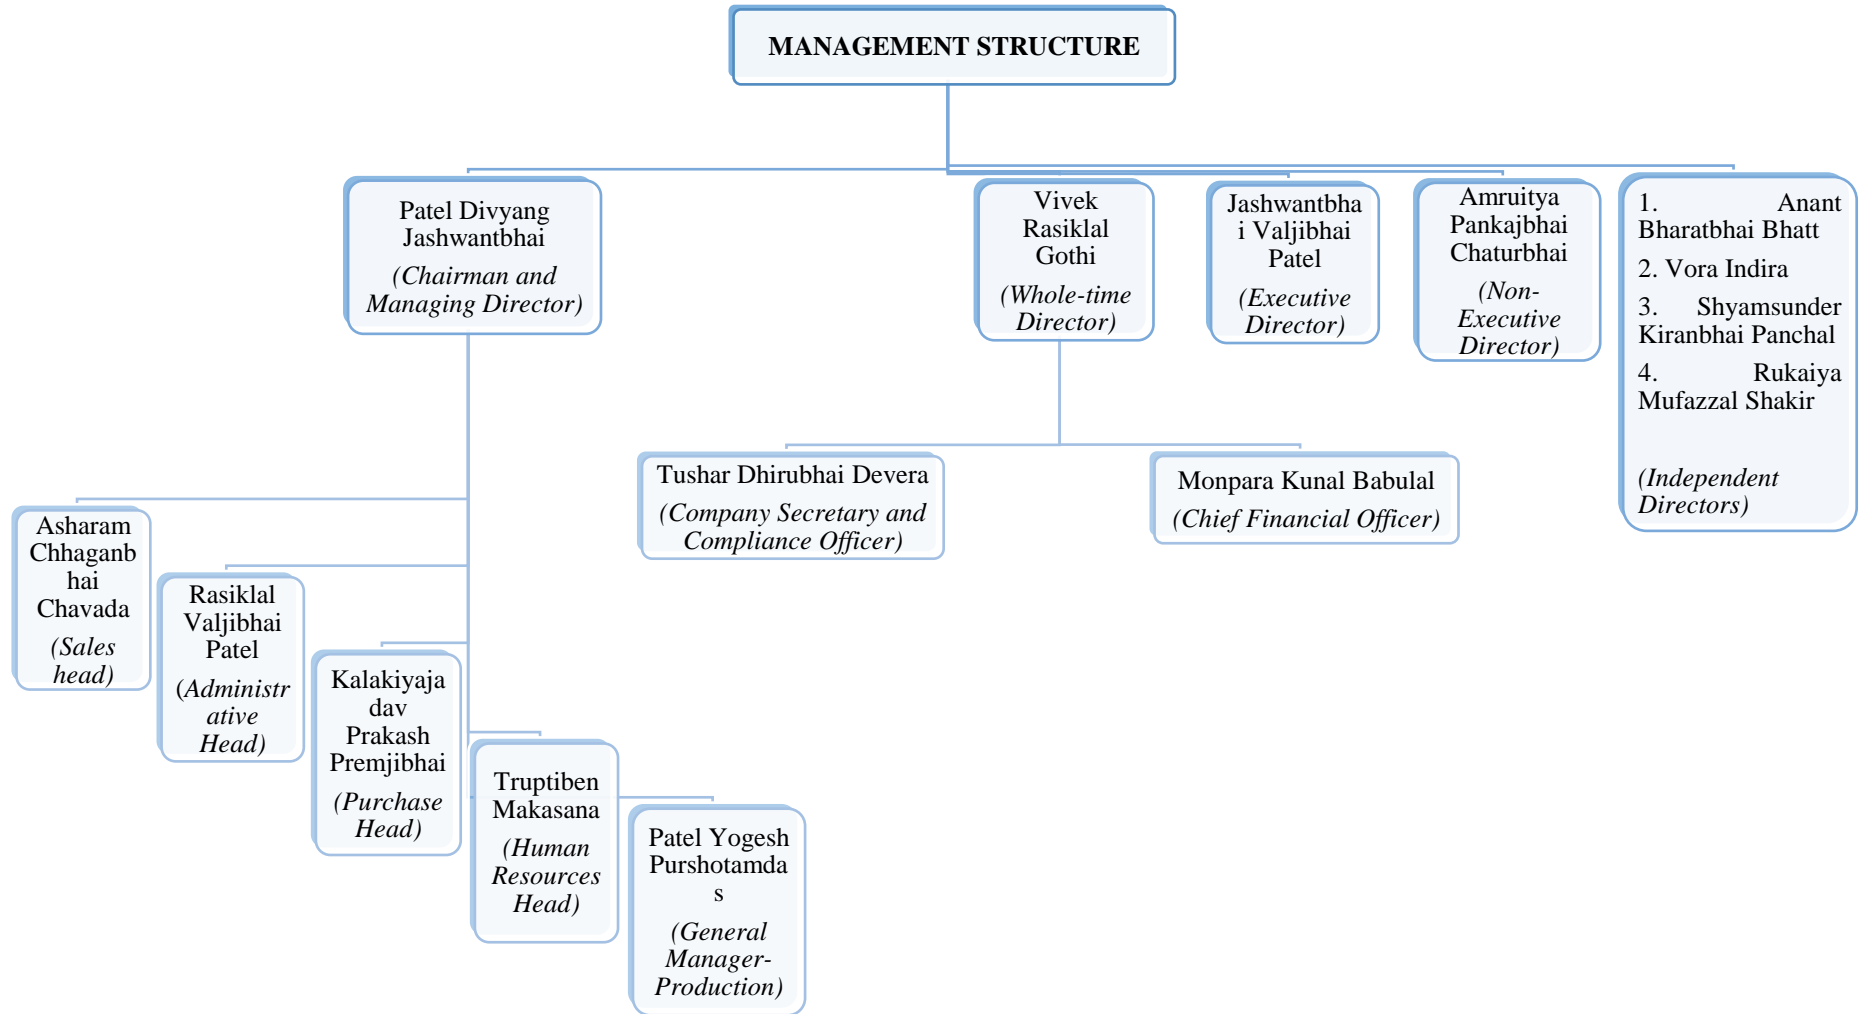 MANAGEMENT STRUCTURE
Patel Divyang
Jashwantbhai
(Chairman and
Managing Director)
Vivek
Rasiklal
Gothi
(Whole-time
Director)
Jashwantbha
i Valjibhai
Patel
(Executive
Director)
Amruitya
Pankajbhai
Chaturbhai
(Non-
Executive
Director)
1. Anant
Bharatbhai Bhatt
2. Vora Indira
3. Shyamsunder
Kiranbhai Panchal
4. Rukaiya
Mufazzal Shakir
(Independent
Directors)
Tushar Dhirubhai Devera
(Company Secretary and
Compliance Officer)
Monpara Kunal Babulal
(Chief Financial Officer)
Asharam
Chhaganb
hai
Chavada
(Sales
head)
Rasiklal
Valjibhai
Patel
(Administr
ative
Head)
Kalakiyaja
dav
Prakash
Premjibhai
(Purchase
Head)
Truptiben
Makasana
(Human
Resources
Head)
Patel Yogesh
Purshotamda
s
(General
Manager-
Production)